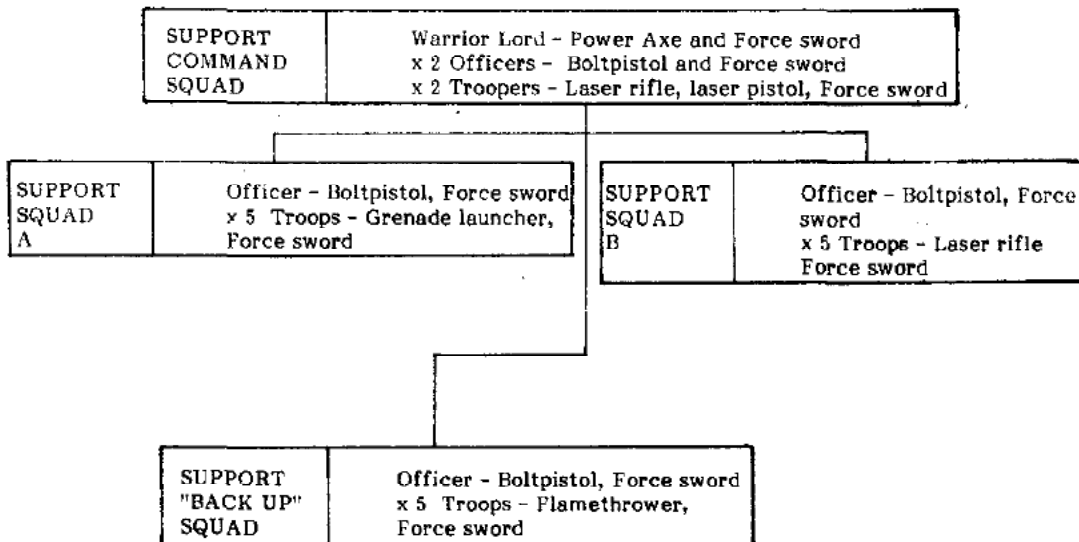 SUPPORT
COMMAND
SQUAD
Warrior Lord - Power Axe and Force sword
x 2 Officers - Boltpistol and Force sword
x 2 Troopers - Laser rifle, laser pistol, Force sword
SUPPORT
SQUAD
A
Officer - Boltpistol, Force sword
x 5 Troops - Grenade launcher,
Force sword
SUPPORT
SQUAD
B
Officer - Boltpistol, Force
sword
x 5 Troops - Laser rifle
Force sword
SUPPORT
"BACK UP"
SQUAD
Officer - Boltpistol, Force sword
x 5 Troops - Flamethrower,
Force sword